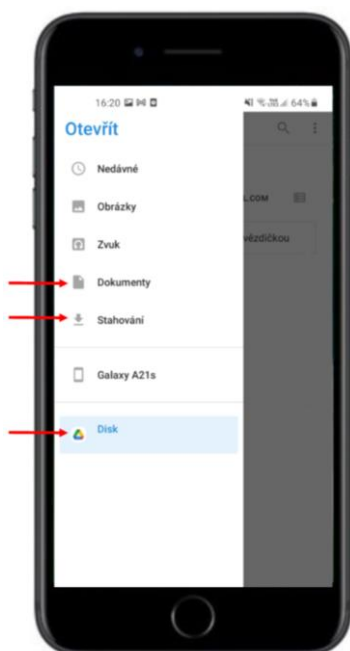 16:20 64%
Otevřít
Nedávné
L.COM
Obrázky
vězdičkou
Zvuk
Dokumenty
Stahování
Galaxy A21s
Disk